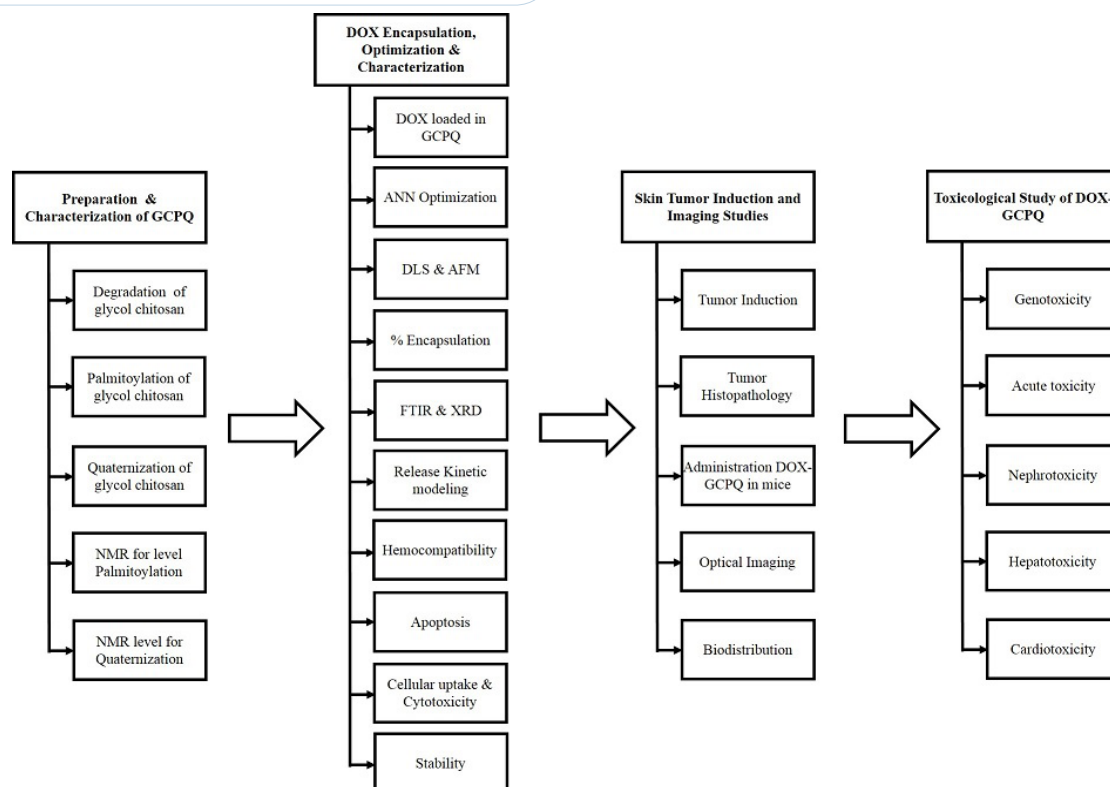 Preparation &
Characterization of GCPQ
Degradation of
glycol chitosan
Palmitoylation of
glycol chitosan
Quaternization of
glycol chitosan
NMR for level
Palmitoylation
NMR level for
Quaternization
DOX Encapsulation,
Optimization &
Characterization
DOX loaded in
GCPQ
ANN Optimization
DLS & AFM
% Encapsulation
FTIR & XRD
Release Kinetic
modeling
Hemocompatibility
Apoptosis
Cellular uptake &
Cytotoxicity
Stability
Skin Tumor Induction and
Imaging Studies
Tumor Induction
Tumor
Histopathology
Administration DOX-
GCPQ in mice
Optical Imaging
Biodistribution
Toxicological Study of DOX-
GCPQ
Genotoxicity
Acute toxicity
Nephrotoxicity
Hepatotoxicity
Cardiotoxicity